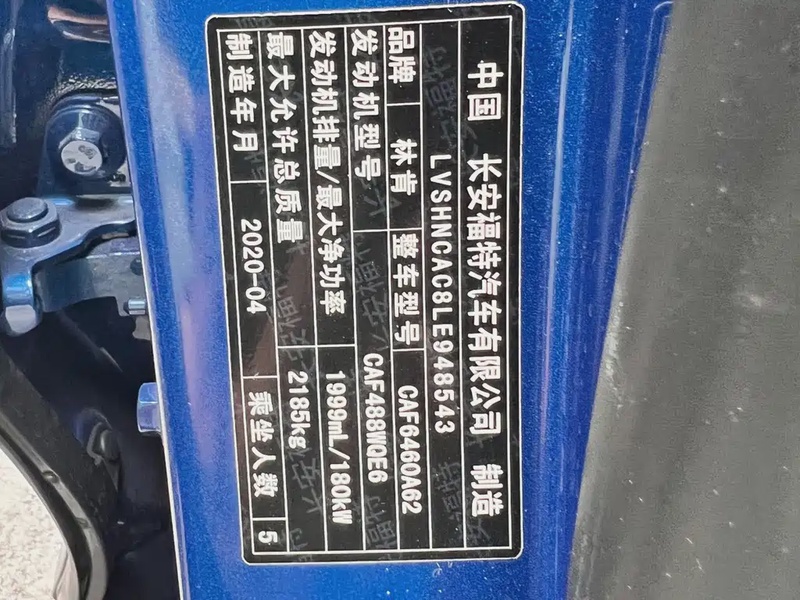 中国 长安福特汽车有限公司 制造
LVSHNCAC8LE948543
品牌 林肯 整车型号 CAF6460A62
发动机型号 CAF488WQE6
发动机排量/最大净功率 1999mL/180kW
最大允许总质量 2185kg
制造年月 2020-04 乘坐人数 5